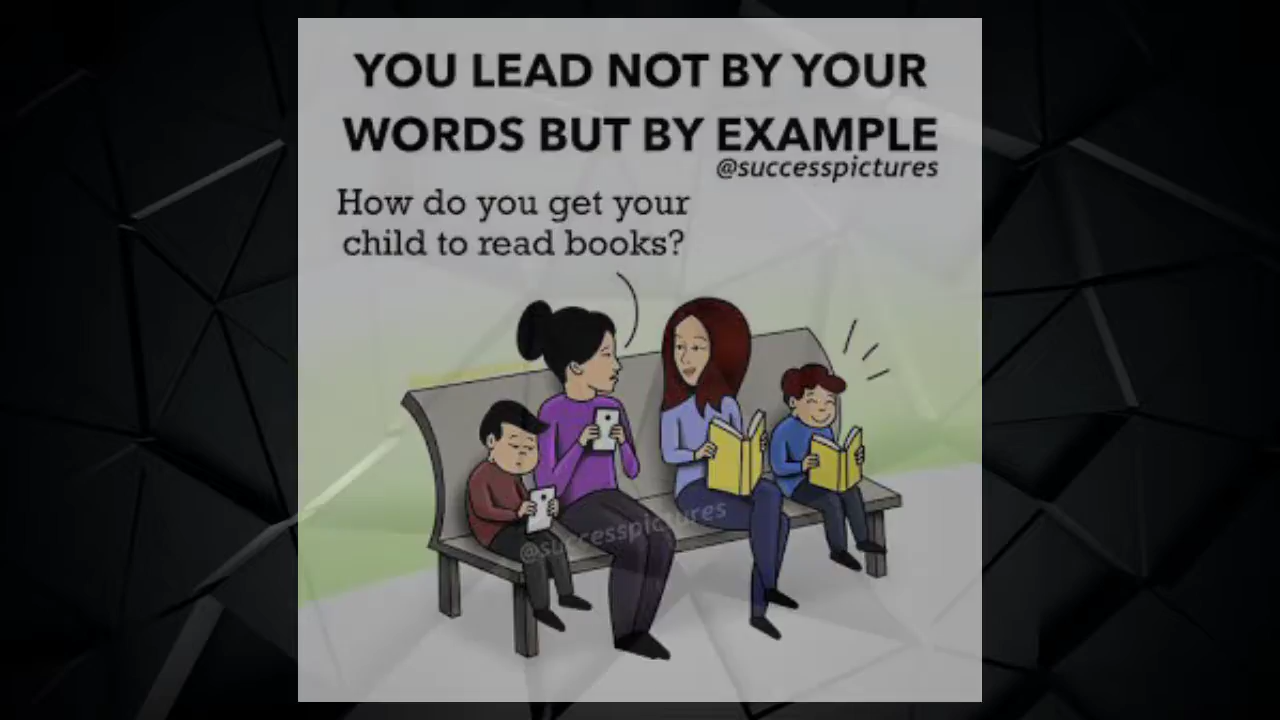 YOU LEAD NOT BY YOUR
WORDS BUT BY EXAMPLE
@successpictures
How do you get your
child to read books?
@successpictures